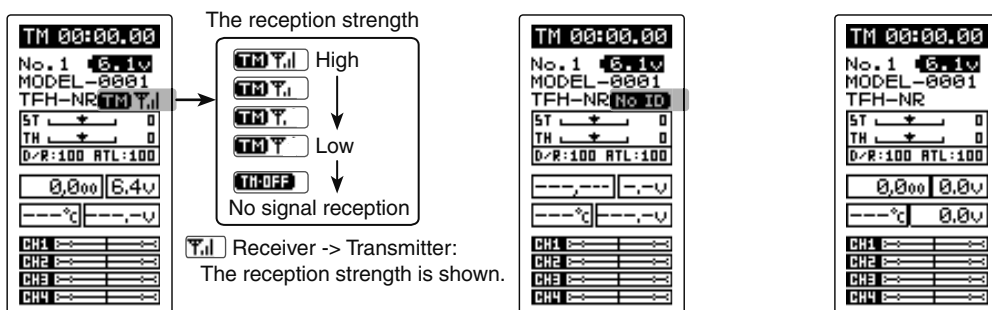 The reception strength
TM 00:00.00
No.1 6.1v
MODEL-0001
TFH-NR TM
ST 0
TH 0
D/R:100 ATL:100
0,000 6.4v
---°C ---.-v
CH1
CH2
CH3
CH4
TM High
TM
TM
TM Low
TM-OFF
No signal reception
Receiver -> Transmitter:
The reception strength is shown.
TM 00:00.00
No.1 6.1v
MODEL-0001
TFH-NR No ID
ST 0
TH 0
D/R:100 ATL:100
---,--- -.-v
---°C ---.-v
CH1
CH2
CH3
CH4
TM 00:00.00
No.1 6.1v
MODEL-0001
TFH-NR
ST 0
TH 0
D/R:100 ATL:100
0,000 0.0v
---°C 0.0v
CH1
CH2
CH3
CH4